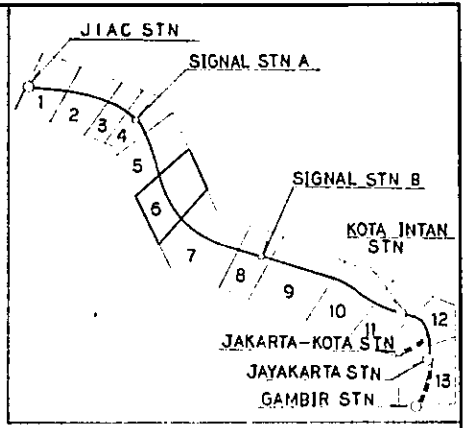 JIAC STN
SIGNAL STN A
1
2
3
4
5
SIGNAL STN B
6
KOTA INTAN
STN
7
8
9
10
11
12
JAKARTA-KOTA STN
JAYAKARTA STN
13
GAMBIR STN